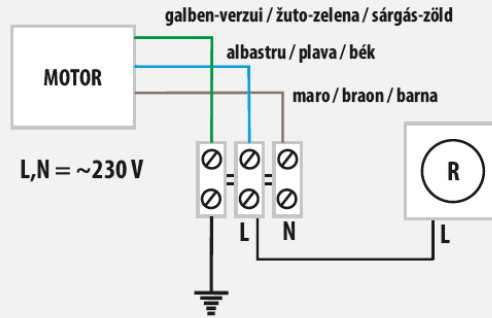 galben-verzui / žuto-zelena / sárgás-zöld
albastru / plava / bék
MOTOR
maro / braon / barna
L,N = ~230 V
R
L
N
L